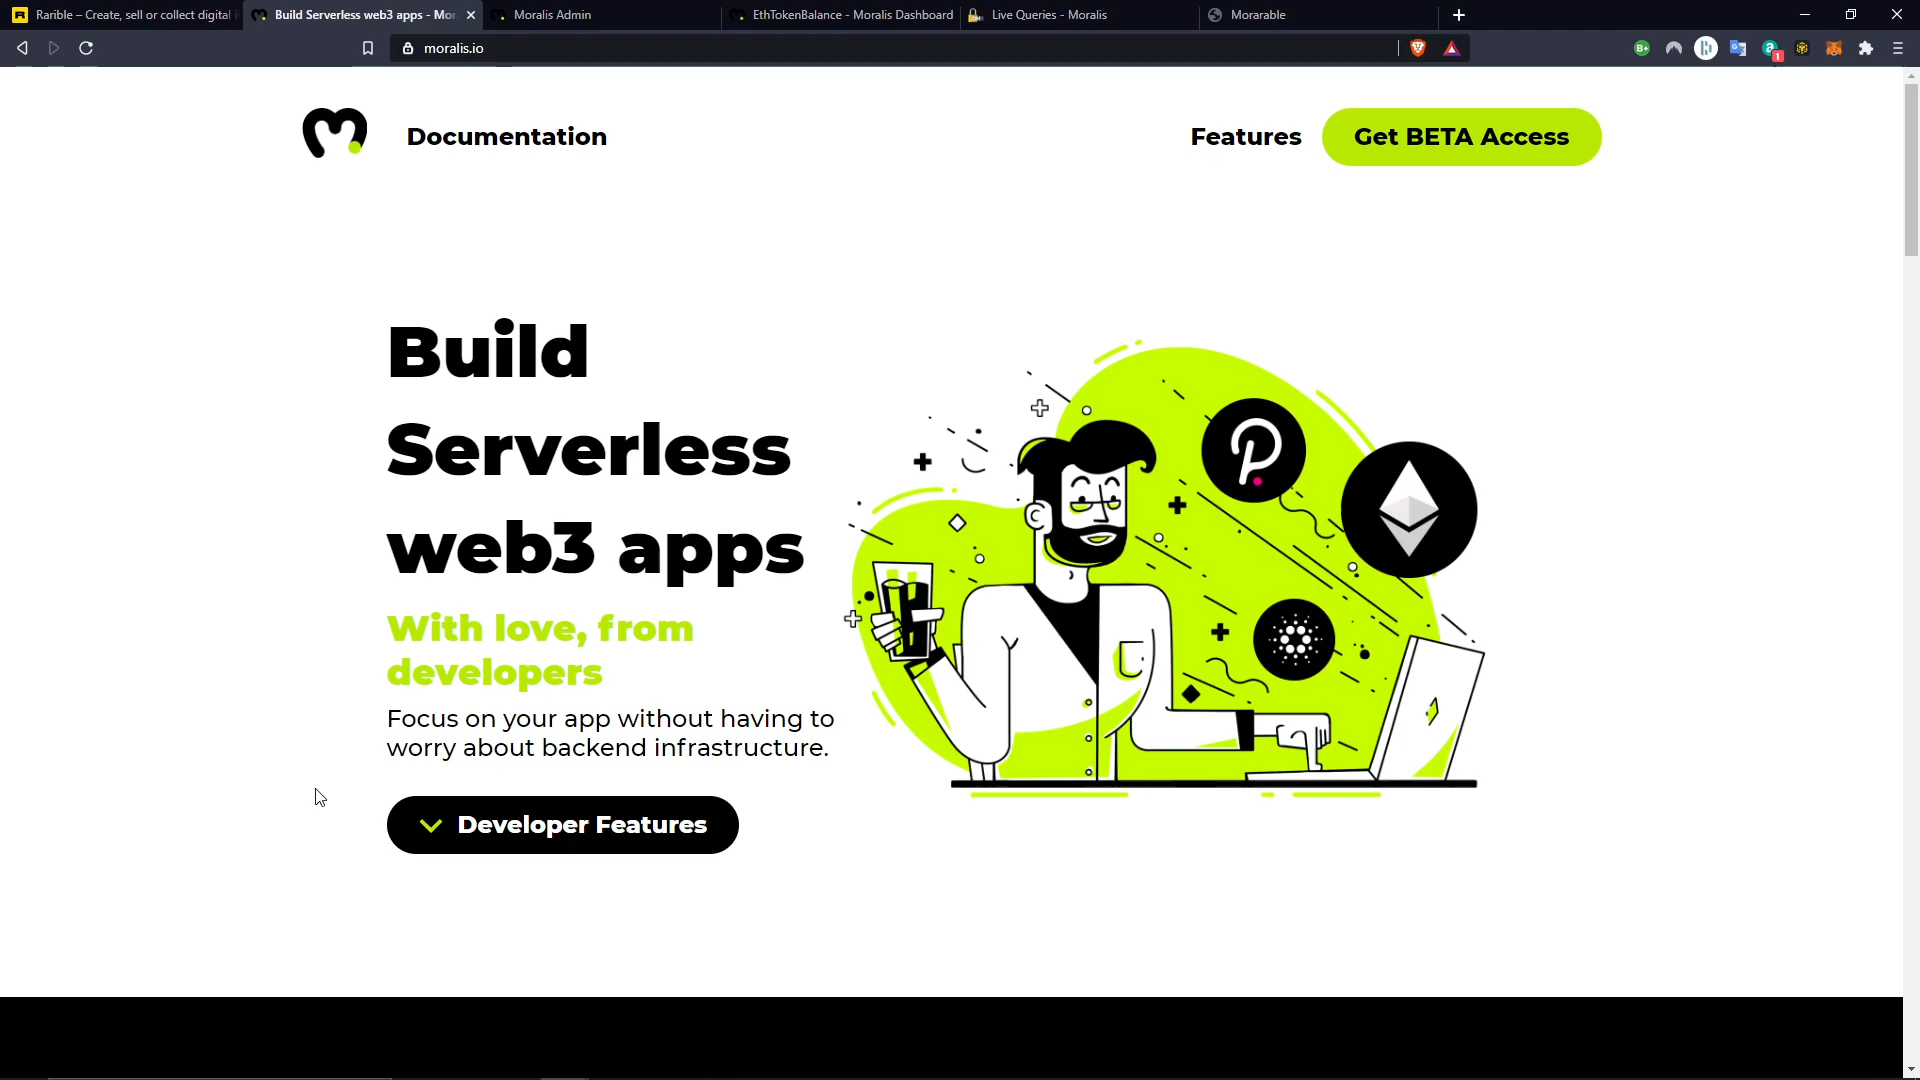 Rarible – Create, sell or collect digital
Build Serverless web3 apps - Mor
Moralis Admin
EthTokenBalance - Moralis Dashboard
Live Queries - Moralis
Morarable
moralis.io
1
Documentation
Features
Get BETA Access
Build
Serverless
web3 apps
With love, from
developers
Focus on your app without having to
worry about backend infrastructure.
Developer Features